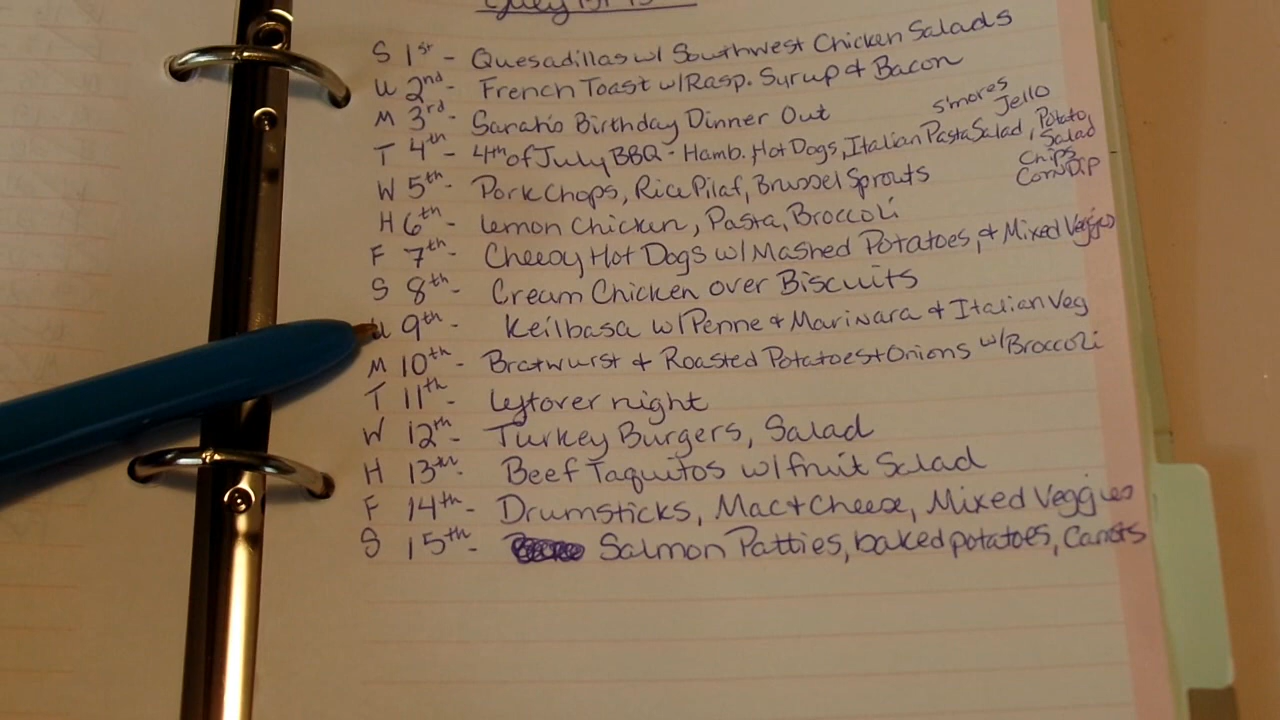 July 1st-15
S 1st - Quesadillas w/ Southwest Chicken Salads
U 2nd - French Toast w/Rasp. Syrup & Bacon
M 3rd - Sarah's Birthday Dinner Out
s'mores
Jello
T 4th - 4th of July BBQ - Hamb. Hot Dogs, Italian Pasta Salad, Potato Salad
Chips
Corn Dip
W 5th - Pork Chops, Rice Pilaf, Brussel Sprouts
H 6th - Lemon Chicken, Pasta, Broccoli
F 7th - Cheesy Hot Dogs w/ Mashed Potatoes, & Mixed Veggies
S 8th - Cream Chicken over Biscuits
U 9th - Keilbasa w/Penne & Marinara & Italian Veg
M 10th - Bratwurst & Roasted Potatoes + Onions w/Broccoli
T 11th - Leftover night
W 12th - Turkey Burgers, Salad
H 13th - Beef Taquitos w/ fruit Salad
F 14th - Drumsticks, Mac + Cheese, Mixed Veggies
S 15th - Salmon Patties, baked potatoes, Carrots